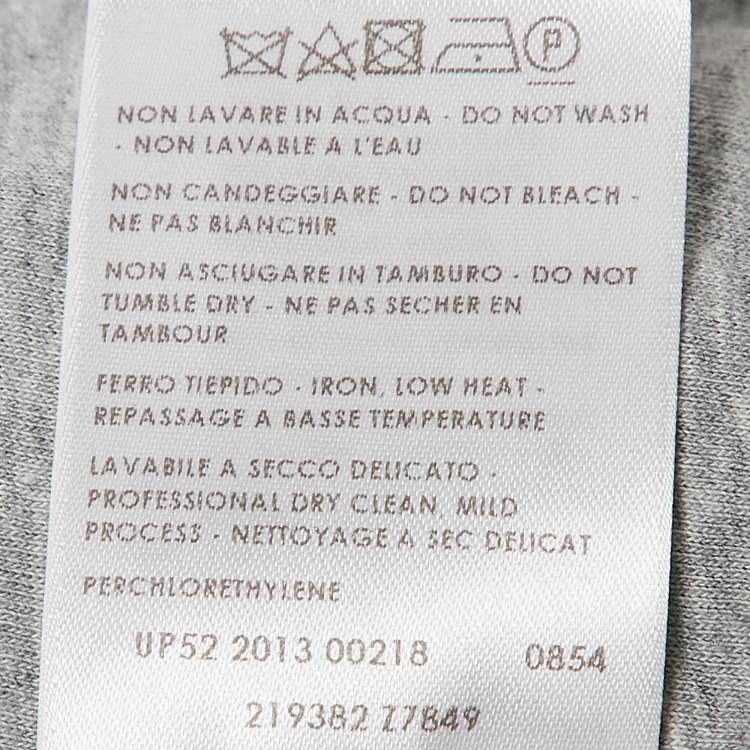 P
NON LAVARE IN ACQUA - DO NOT WASH
- NON LAVABLE A L'EAU
NON CANDEGGIARE - DO NOT BLEACH -
NE PAS BLANCHIR
NON ASCIUGARE IN TAMBURO - DO NOT
TUMBLE DRY - NE PAS SECHER EN
TAMBOUR
FERRO TIEPIDO - IRON, LOW HEAT -
REPASSAGE A BASSE TEMPERATURE
LAVABILE A SECCO DELICATO -
PROFESSIONAL DRY CLEAN, MILD
PROCESS - NETTOYAGE A SEC DELICAT
PERCHLORETHYLENE
UP52 2013 00218 0854
219382 Z7849